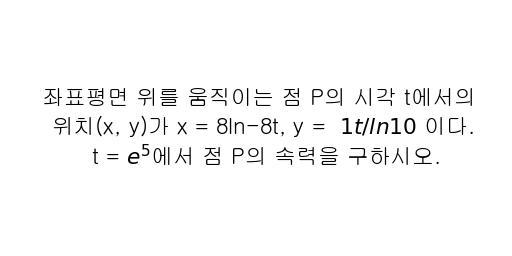 좌표평면 위를 움직이는 점 P의 시각 t에서의
위치(x, y)가 x = 8ln−8t, y = 1t/ln10 이다.
t = e⁵에서 점 P의 속력을 구하시오.